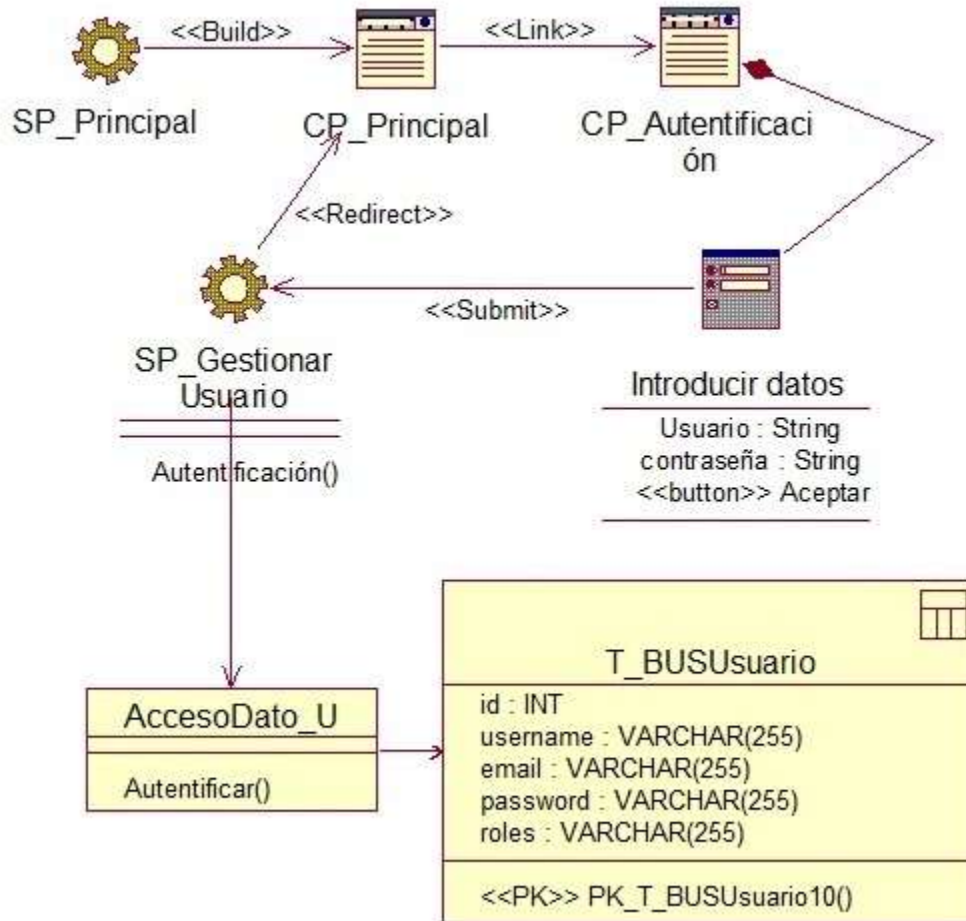 <<Build>>
<<Link>>
SP_Principal
CP_Principal
CP_Autentificaci
ón
<<Redirect>>
<<Submit>>
SP_Gestionar
Usuario
Autentificación()
Introducir datos
Usuario : String
contraseña : String
<<button>> Aceptar
T_BUSUsuario
id : INT
username : VARCHAR(255)
email : VARCHAR(255)
password : VARCHAR(255)
roles : VARCHAR(255)
<<PK>> PK_T_BUSUsuario10()
AccesoDato_U
Autentificar()